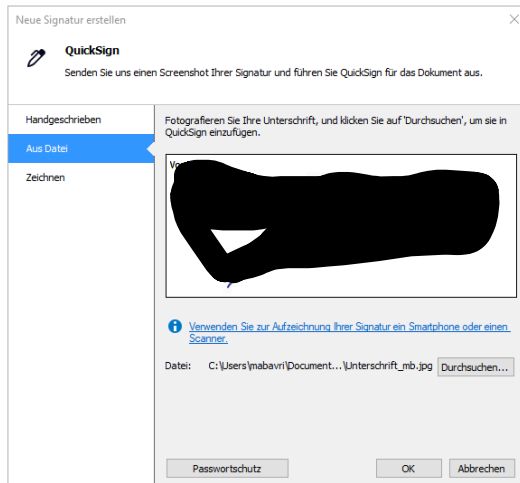 Neue Signatur erstellen
QuickSign
Senden Sie uns einen Screenshot Ihrer Signatur und führen Sie QuickSign für das Dokument aus.
Handgeschrieben
Aus Datei
Zeichnen
Fotografieren Sie Ihre Unterschrift, und klicken Sie auf 'Durchsuchen', um sie in
QuickSign einzufügen.
Verwenden Sie zur Aufzeichnung Ihrer Signatur ein Smartphone oder einen
Scanner.
Datei: C:\Users\mabavri\Document...\Unterschrift_mb.jpg Durchsuchen...
Passwortschutz OK Abbrechen